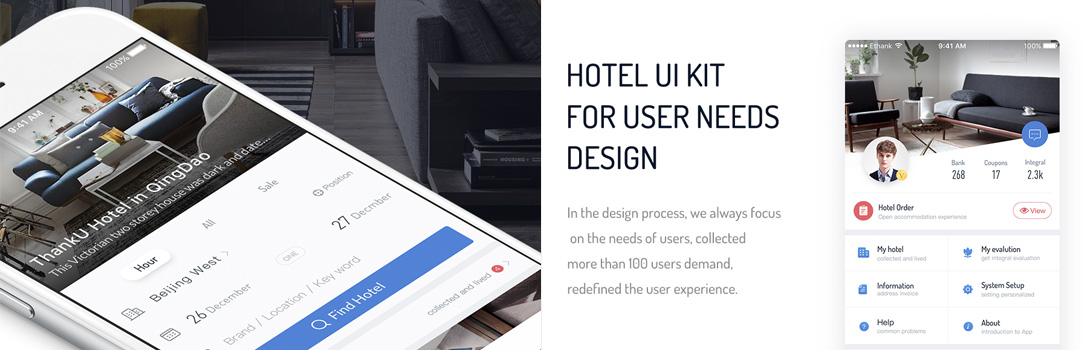 100%
9:41 AM
ThankU Hotel in QingDao
This Victorian two storey house was dark and date...
Hour
All
Sale
Position
Beijing West >
26 December
ONE
27 Decmber
Brand / Location / Key word
Find Hotel
collected and lived
HOUSING
HOTEL UI KIT
FOR USER NEEDS
DESIGN
In the design process, we always focus
on the needs of users, collected
more than 100 users demand,
redefined the user experience.
Ethank 9:41 AM 100%
Bank Coupons Integral
268 17 2.3k
Hotel Order
Open accommodation experience
View
My hotel
collected and lived
My evalution
get integral evaluation
Information
address invoice
System Setup
setting personalized
Help
common problems
About
introduction to App